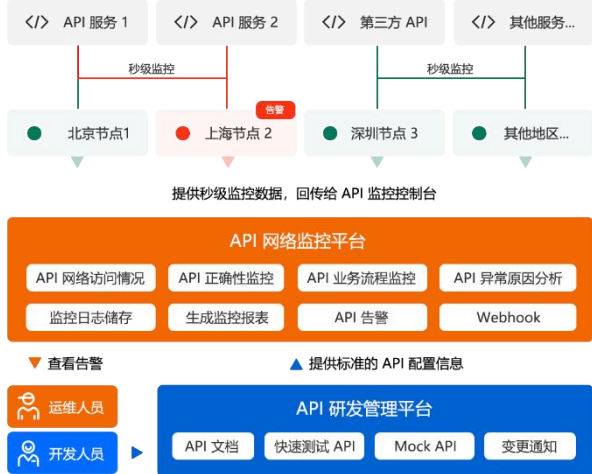 </> API 服务 1 </> API 服务 2 </> 第三方 API </> 其他服务...
秒级监控 秒级监控
告警
北京节点1 上海节点 2 深圳节点 3 其他地区...
提供秒级监控数据，回传给 API 监控控制台
API 网络监控平台
API 网络访问情况 API 正确性监控 API 业务流程监控 API 异常原因分析
监控日志储存 生成监控报表 API 告警 Webhook
查看告警 提供标准的 API 配置信息
运维人员
API 研发管理平台
开发人员 API 文档 快速测试 API Mock API 变更通知